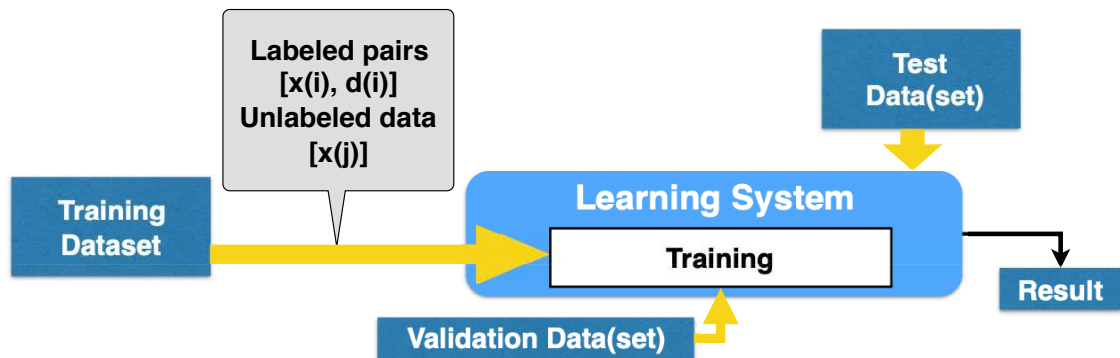 Labeled pairs
[x(i), d(i)]
Unlabeled data
[x(j)]
Test
Data(set)
Training
Dataset
Learning System
Training
Result
Validation Data(set)